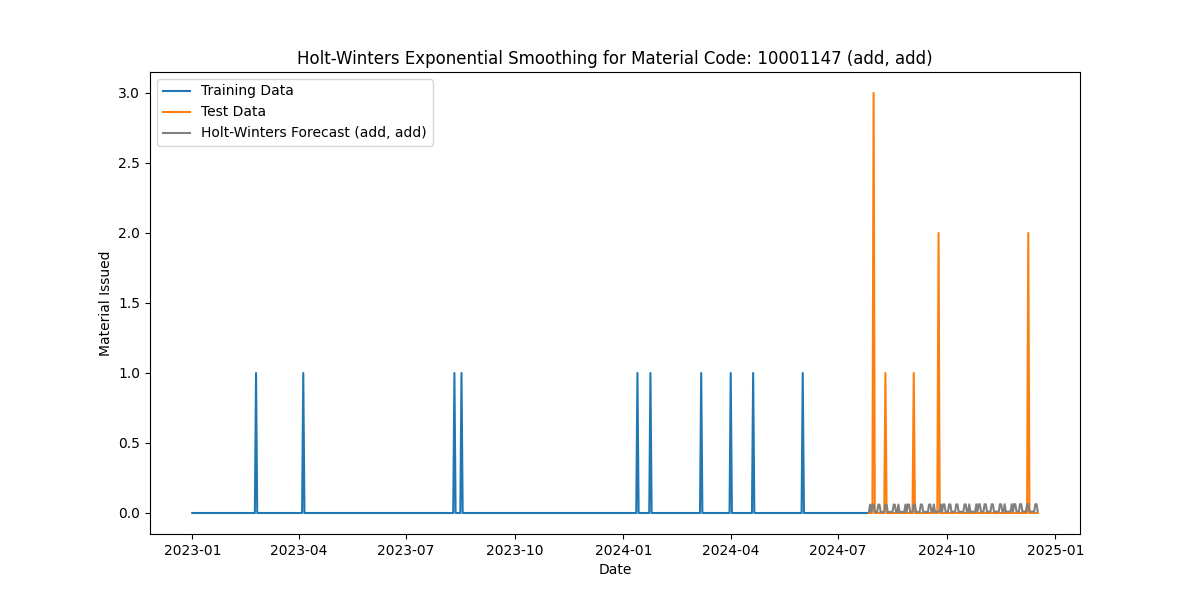 Holt-Winters Exponential Smoothing for Material Code: 10001147 (add, add)
Training Data
Test Data
Holt-Winters Forecast (add, add)
3.0
2.5
2.0
1.5
1.0
0.5
0.0
Material Issued
2023-01 2023-04 2023-07 2023-10 2024-01 2024-04 2024-07 2024-10 2025-01
Date